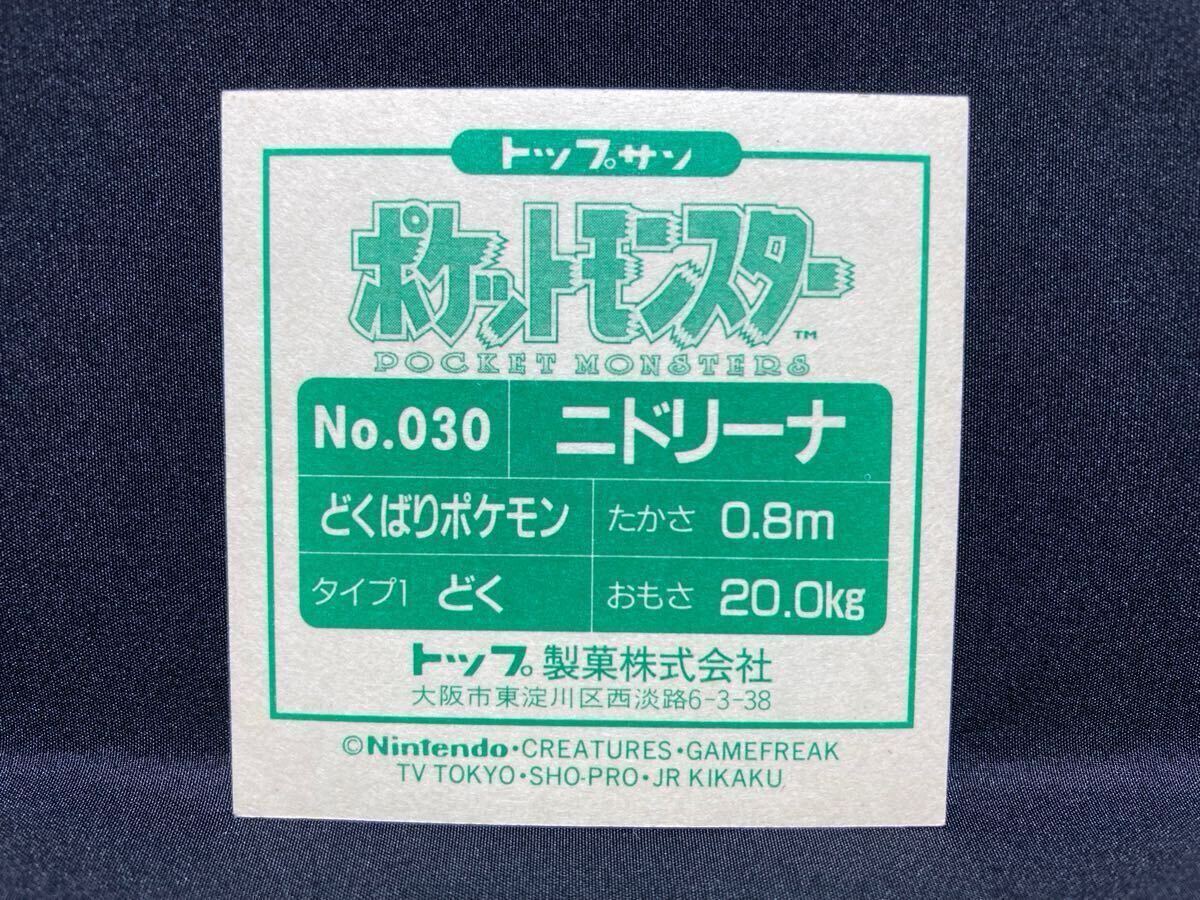 トップサン
ポケットモンスター™
POCKET MONSTERS
No.030 ニドリーナ
どくばりポケモン たかさ 0.8m
タイプ1 どく おもさ 20.0kg
トップ製菓株式会社
大阪市東淀川区西淡路6-3-38
©Nintendo・CREATURES・GAMEFREAK
TV TOKYO・SHO-PRO・JR KIKAKU